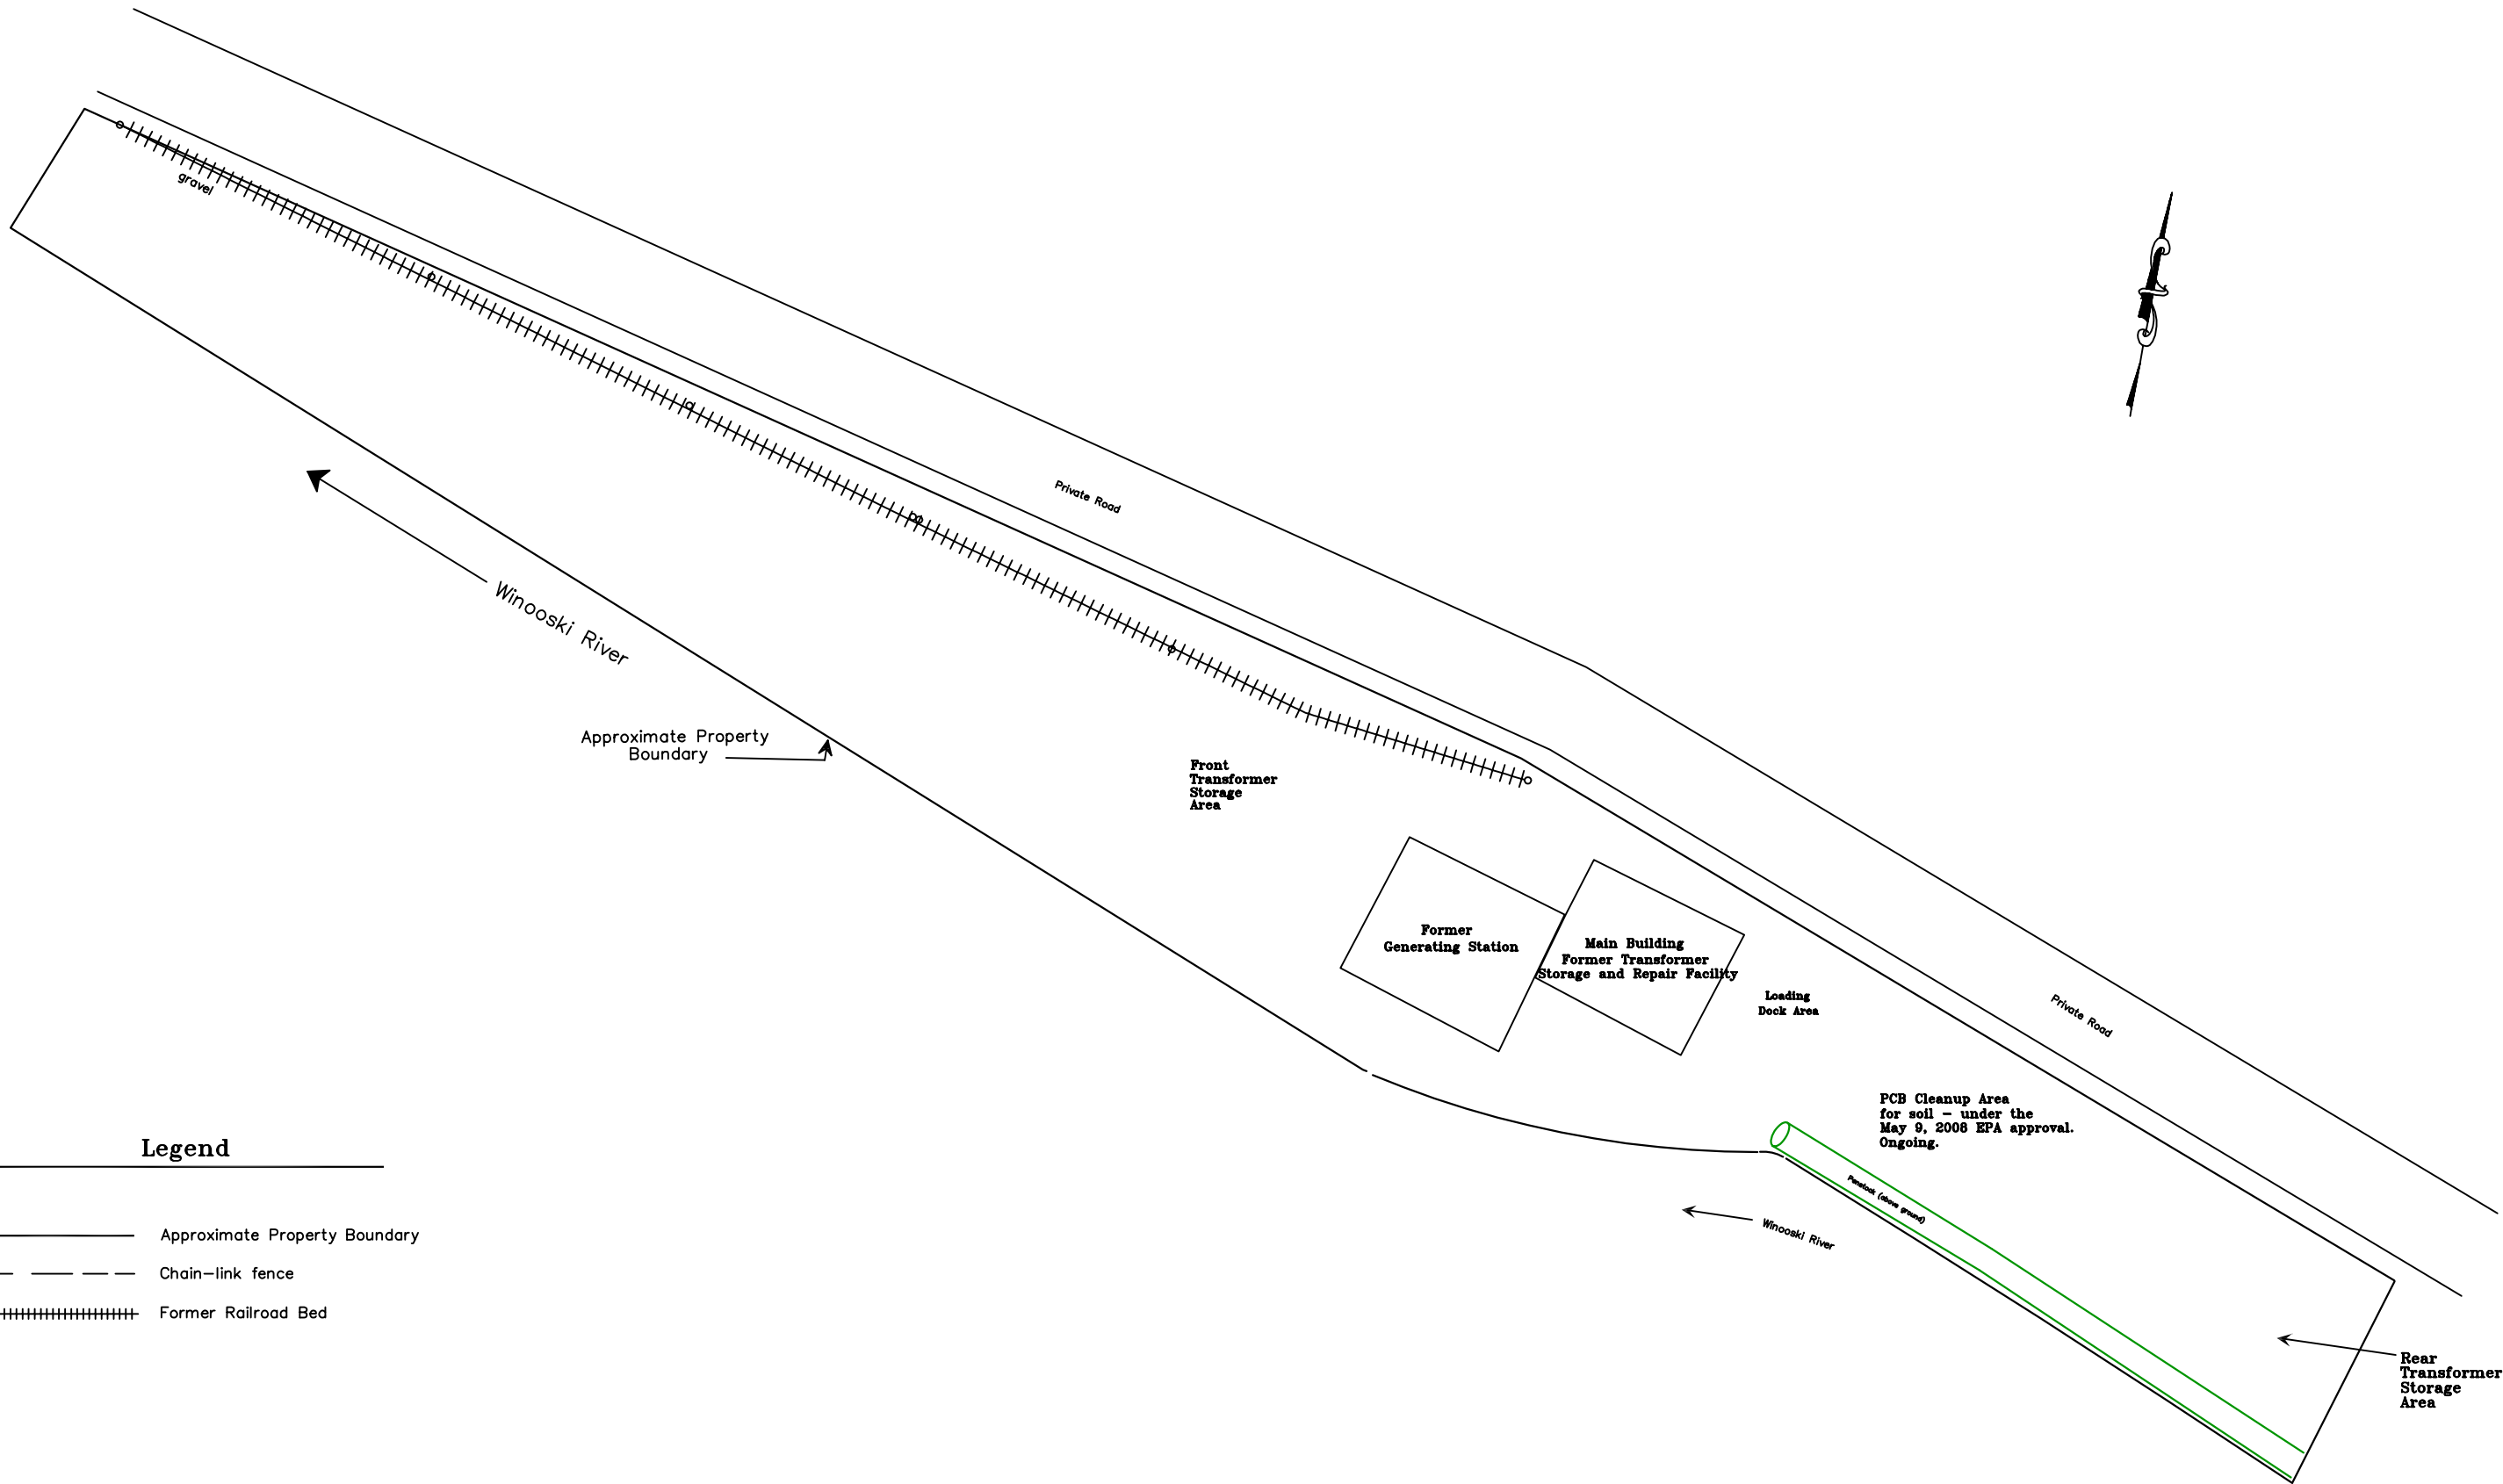 gravel
Private Road
Winooski River
Approximate Property
Boundary
Front
Transformer
Storage
Area
Former
Generating Station
Main Building
Former Transformer
Storage and Repair Facility
Loading
Dock Area
Private Road
PCB Cleanup Area
for soil – under the
May 9, 2008 EPA approval.
Ongoing.
Penstock (above ground)
Winooski River
Rear
Transformer
Storage
Area
Legend
Approximate Property Boundary
Chain–link fence
Former Railroad Bed